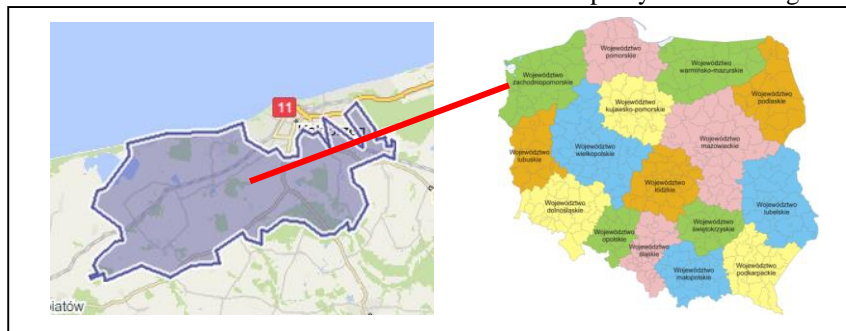 11
biatów
Województwo
pomorskie
Województwo
zachodniopomorskie
Województwo
warmińsko-mazurskie
Województwo
podlaskie
Województwo
kujawsko-pomorskie
Województwo
mazowieckie
Województwo
lubuskie
Województwo
wielkopolskie
Województwo
łódzkie
Województwo
lubelskie
Województwo
dolnośląskie
Województwo
opolskie
Województwo
śląskie
Województwo
świętokrzyskie
Województwo
małopolskie
Województwo
podkarpackie